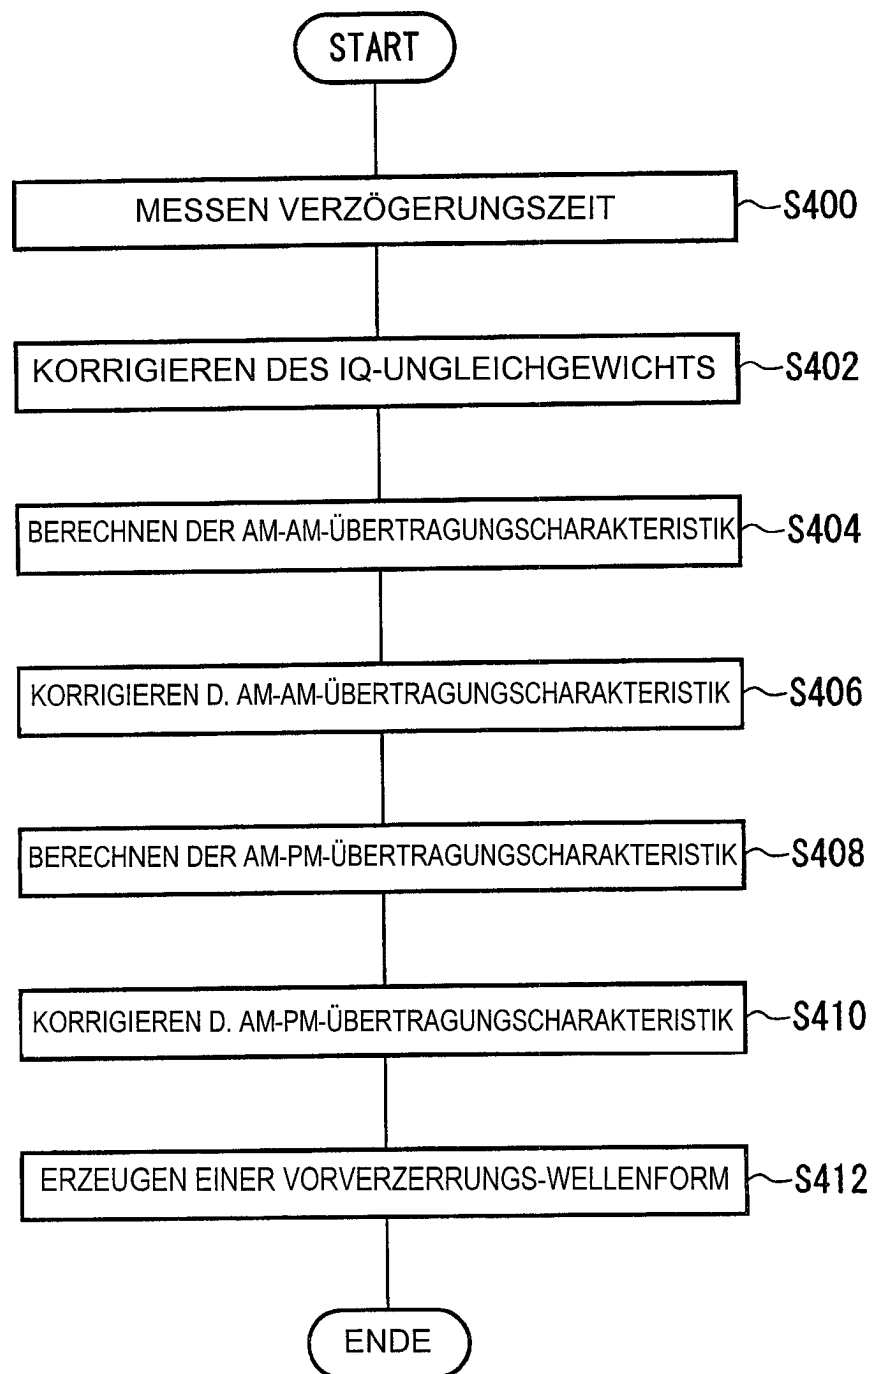 START
MESSEN VERZÖGERUNGSZEIT
S400
KORRIGIEREN DES IQ-UNGLEICHGEWICHTS
S402
BERECHNEN DER AM-AM-ÜBERTRAGUNGSCHARAKTERISTIK
S404
KORRIGIEREN D. AM-AM-ÜBERTRAGUNGSCHARAKTERISTIK
S406
BERECHNEN DER AM-PM-ÜBERTRAGUNGSCHARAKTERISTIK
S408
KORRIGIEREN D. AM-PM-ÜBERTRAGUNGSCHARAKTERISTIK
S410
ERZEUGEN EINER VORVERZERRUNGS-WELLENFORM
S412
ENDE